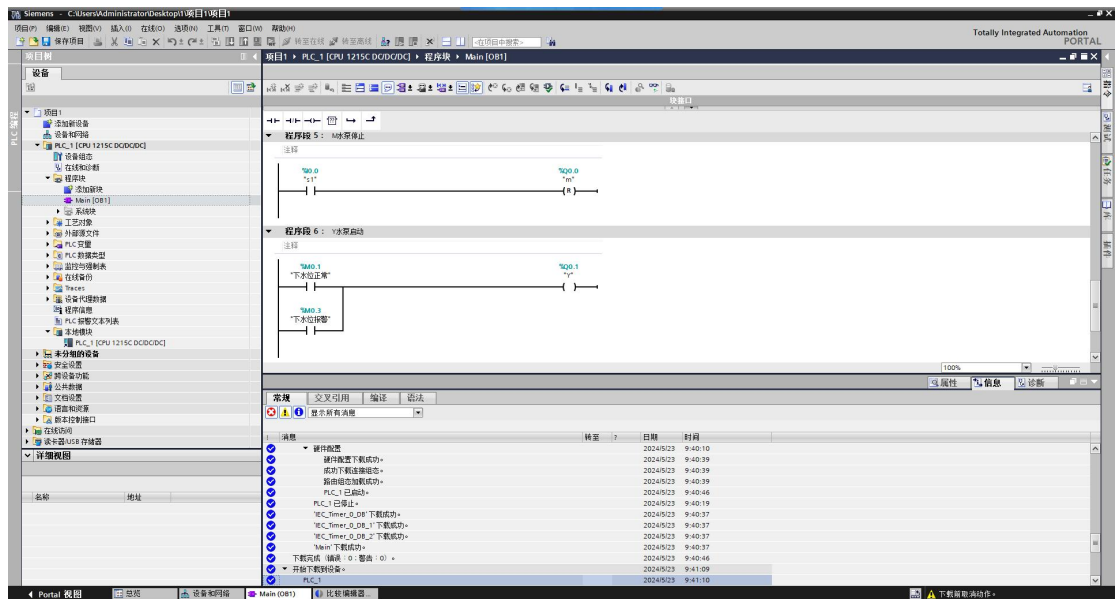 Siemens - C:\Users\Administrator\Desktop\1\项目1\项目1
项目(P) 编辑(E) 视图(V) 插入(I) 在线(O) 选项(N) 工具(T) 窗口(W) 帮助(H)
保存项目 转至在线 转至离线 <在项目中搜索>
Totally Integrated Automation
PORTAL
项目树
项目1 PLC_1 [CPU 1215C DC/DC/DC] 程序块 Main [OB1]
设备
块接口
PLC 编程
项目1
添加新设备
设备和网络
PLC_1 [CPU 1215C DC/DC/DC]
设备组态
在线和诊断
程序块
添加新块
Main [OB1]
系统块
工艺对象
外部源文件
PLC 变量
PLC 数据类型
监控与强制表
在线备份
Traces
设备代理数据
程序信息
PLC 报警文本列表
本地模块
PLC_1 [CPU 1215C DC/DC/DC]
未分组的设备
安全设置
跨设备功能
公共数据
文档设置
语言和资源
版本控制接口
在线访问
读卡器/USB 存储器
详细视图
名称 地址
程序段 5： M水泵停止
注释
%I0.0
"s1"
%Q0.0
"m"
R
程序段 6： Y水泵启动
注释
%M0.1
"下水位正常"
%Q0.1
"Y"
%M0.3
"下水位报警"
100%
属性 信息 诊断
常规 交叉引用 编译 语法
显示所有消息
! 消息 转至 ? 日期 时间
硬件配置 2024/5/23 9:40:10
硬件配置下载成功。 2024/5/23 9:40:39
成功下载连接组态。 2024/5/23 9:40:39
路由组态加载成功。 2024/5/23 9:40:39
PLC_1 已启动。 2024/5/23 9:40:46
PLC_1 已停止。 2024/5/23 9:40:19
'IEC_Timer_0_DB' 下载成功。 2024/5/23 9:40:37
'IEC_Timer_0_DB_1' 下载成功。 2024/5/23 9:40:37
'IEC_Timer_0_DB_2' 下载成功。 2024/5/23 9:40:37
'Main' 下载成功。 2024/5/23 9:40:37
下载完成（错误：0；警告：0）。 2024/5/23 9:40:46
开始下载到设备。 2024/5/23 9:41:09
PLC_1 2024/5/23 9:41:10
指令
测试
任务
库
插件
Portal 视图 总览 设备和网络 Main (OB1) 比较编辑器... 下载前取消动作。